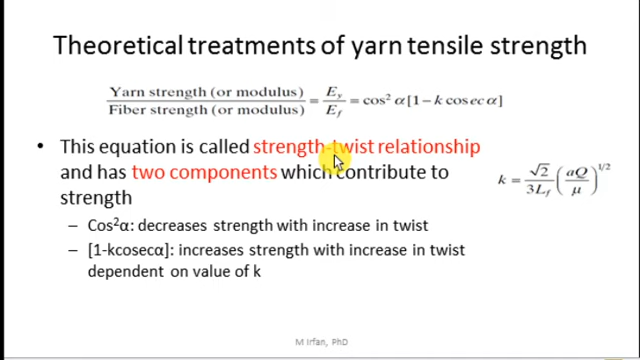 Theoretical treatments of yarn tensile strength
Yarn strength (or modulus) / Fiber strength (or modulus) = E_y / E_f = cos² α [1 − k cosec α]
• This equation is called strength-twist relationship
and has two components which contribute to
strength
k = √2 / 3L_f (aQ / μ)^1/2
– Cos²α: decreases strength with increase in twist
– [1-kcosecα]: increases strength with increase in twist
dependent on value of k
M Irfan, PhD